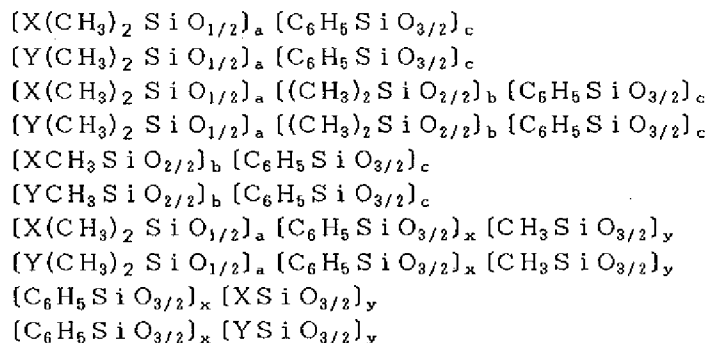 [X(CH₃)₂SiO₁/₂]ₐ[C₆H₅SiO₃/₂]c
[Y(CH₃)₂SiO₁/₂]ₐ[C₆H₅SiO₃/₂]c
[X(CH₃)₂SiO₁/₂]ₐ[(CH₃)₂SiO₂/₂]b[C₆H₅SiO₃/₂]c
[Y(CH₃)₂SiO₁/₂]ₐ[(CH₃)₂SiO₂/₂]b[C₆H₅SiO₃/₂]c
[XCH₃SiO₂/₂]b[C₆H₅SiO₃/₂]c
[YCH₃SiO₂/₂]b[C₆H₅SiO₃/₂]c
[X(CH₃)₂SiO₁/₂]ₐ[C₆H₅SiO₃/₂]ₓ[CH₃SiO₃/₂]y
[Y(CH₃)₂SiO₁/₂]ₐ[C₆H₅SiO₃/₂]ₓ[CH₃SiO₃/₂]y
[C₆H₅SiO₃/₂]ₓ[XSiO₃/₂]y
[C₆H₅SiO₃/₂]ₓ[YSiO₃/₂]y